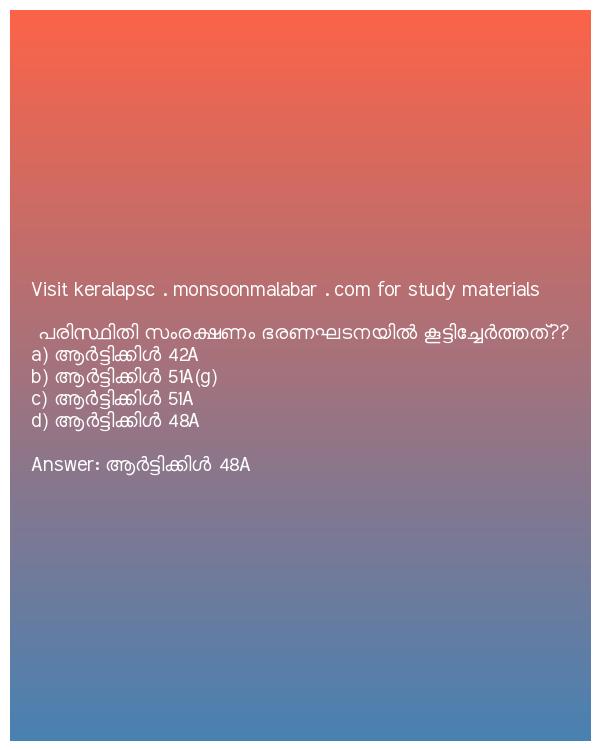 Visit keralapsc . monsoonmalabar . com for study materials
പരിസ്ഥിതി സംരക്ഷണം ഭരണഘടനയിൽ കൂട്ടിച്ചേർത്തത്??
a) ആർട്ടിക്കിൾ 42A
b) ആർട്ടിക്കിൾ 51A(g)
c) ആർട്ടിക്കിൾ 51A
d) ആർട്ടിക്കിൾ 48A
Answer: ആർട്ടിക്കിൾ 48A